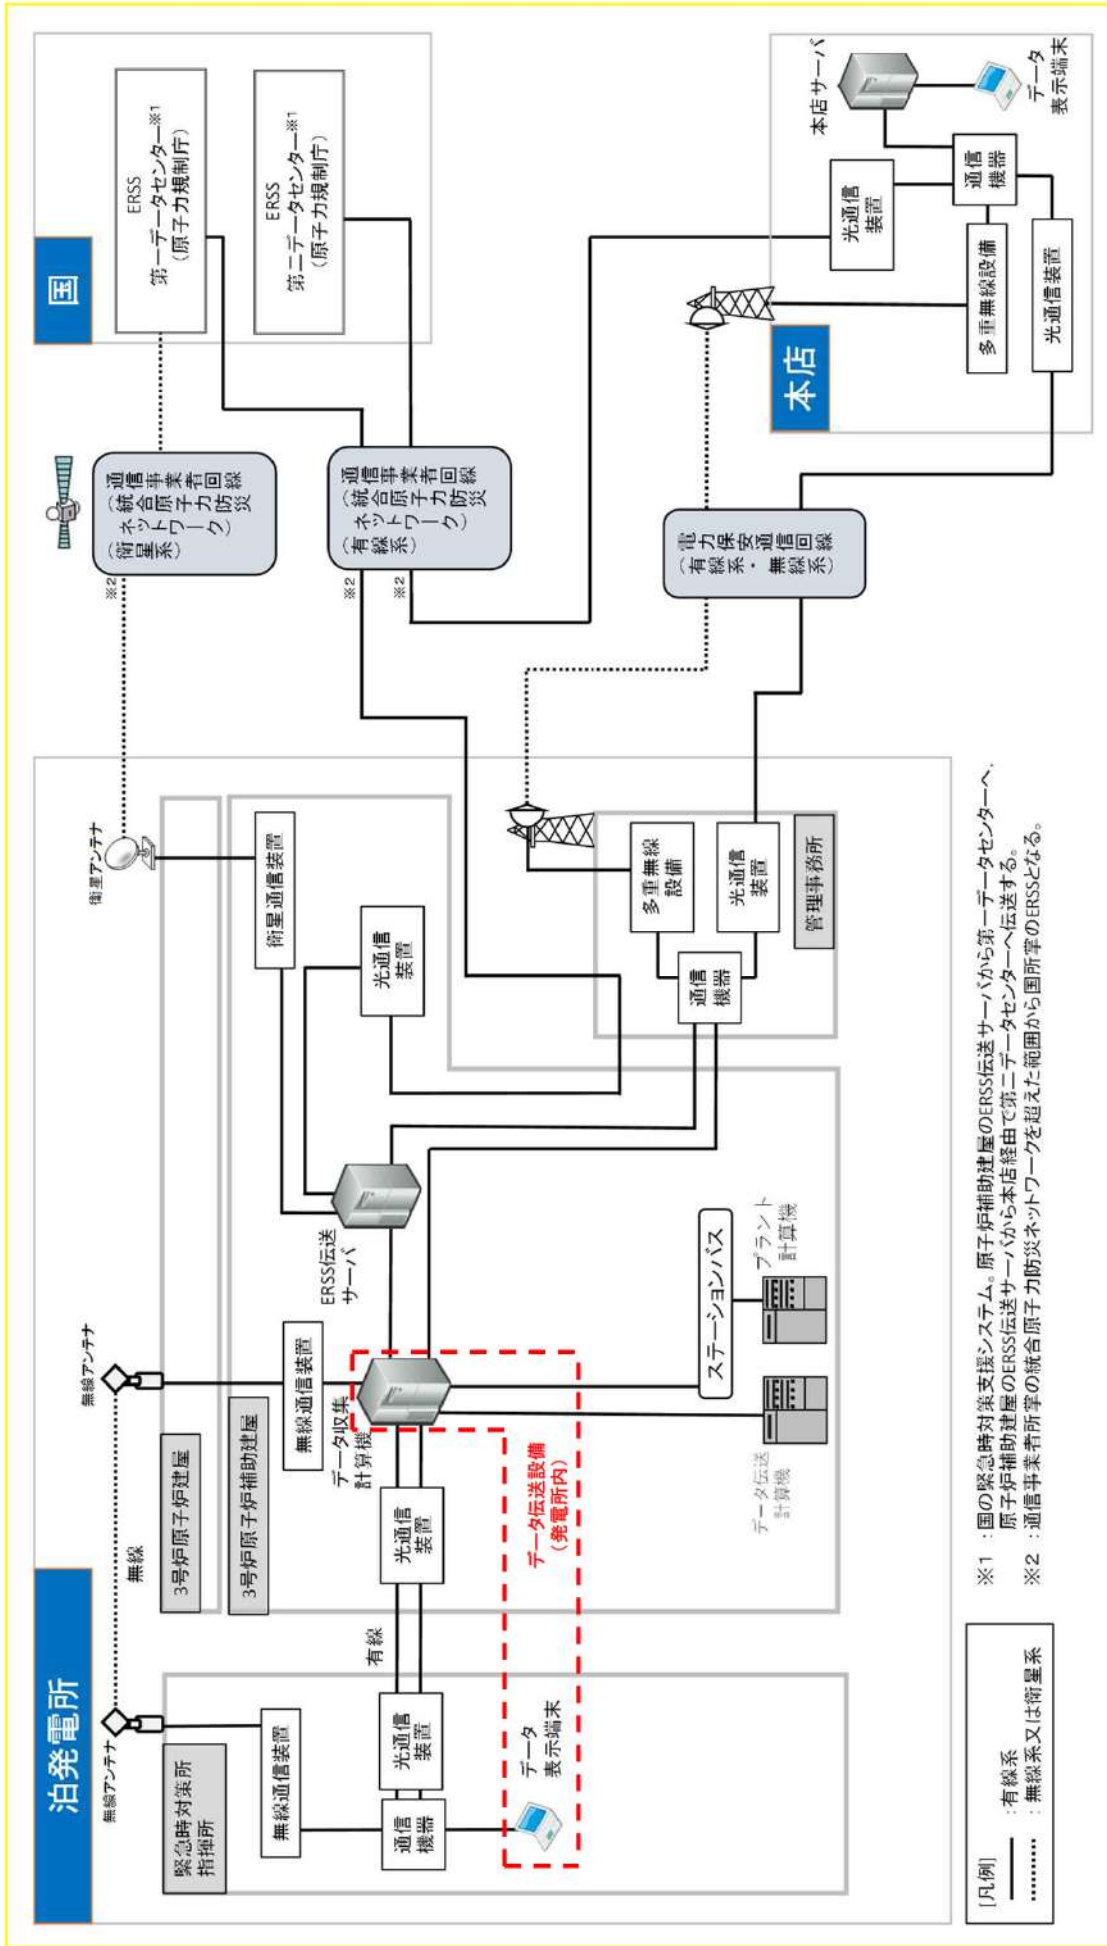 泊発電所
緊急時対策所
指揮所
無線アンテナ
無線通信装置
通信
機器
光通信
装置
データ
表示端末
有線
無線
3号炉原子炉建屋
3号炉原子炉補助建屋
無線アンテナ
無線通信装置
データ収集
計算機
光通信
装置
データ伝送設備
(発電所内)
ERSS伝送
サーバ
ステーションバス
データ伝送
計算機
プラント
計算機
衛星アンテナ
衛星通信装置
光通信
装置
通信
機器
多重無線
設備
光通信
装置
管理事務所
※2
通信事業者回線
(統合原子力防災
ネットワーク)
(衛星系)
※2
※2
通信事業者回線
(統合原子力防災
ネットワーク)
(有線系)
電力保安通信回線
(有線系・無線系)
国
ERSS
第一データセンター※1
(原子力規制庁)
ERSS
第二データセンター※1
(原子力規制庁)
本店
光通信
装置
多重無線設備
光通信装置
通信
機器
本店サーバ
データ
表示端末
[凡例]
:有線系
:無線系又は衛星系
※1 :国の緊急時対策支援システム。原子炉補助建屋のERSS伝送サーバから第一データセンターへ,
原子炉補助建屋のERSS伝送サーバから本店経由で第二データセンターへ伝送する。
※2 :通信事業者所掌の統合原子力防災ネットワークを超えた範囲から国所掌のERSSとなる。